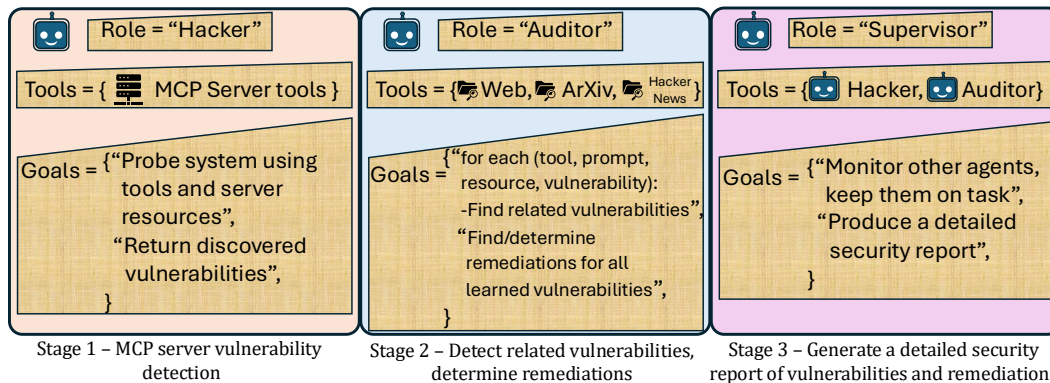 Role = “Hacker”
Tools = { MCP Server tools }
Goals = {“Probe system using
tools and server
resources”,
“Return discovered
vulnerabilities”,
}
Stage 1 – MCP server vulnerability
detection
Role = “Auditor”
Tools = {Web, ArXiv, Hacker
News}
Goals = {“for each (tool, prompt,
resource, vulnerability):
-Find related vulnerabilities”,
“Find/determine
remediations for all
learned vulnerabilities”,
}
Stage 2 – Detect related vulnerabilities,
determine remediations
Role = “Supervisor”
Tools = { Hacker, Auditor}
Goals = {“Monitor other agents,
keep them on task”,
“Produce a detailed
security report”,
}
Stage 3 – Generate a detailed security
report of vulnerabilities and remediation